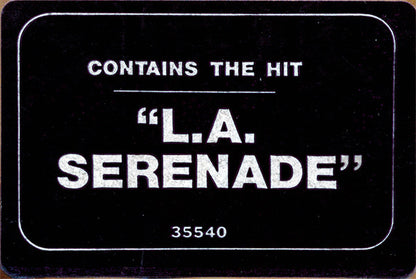 CONTAINS THE HIT
“L.A.
SERENADE”
35540